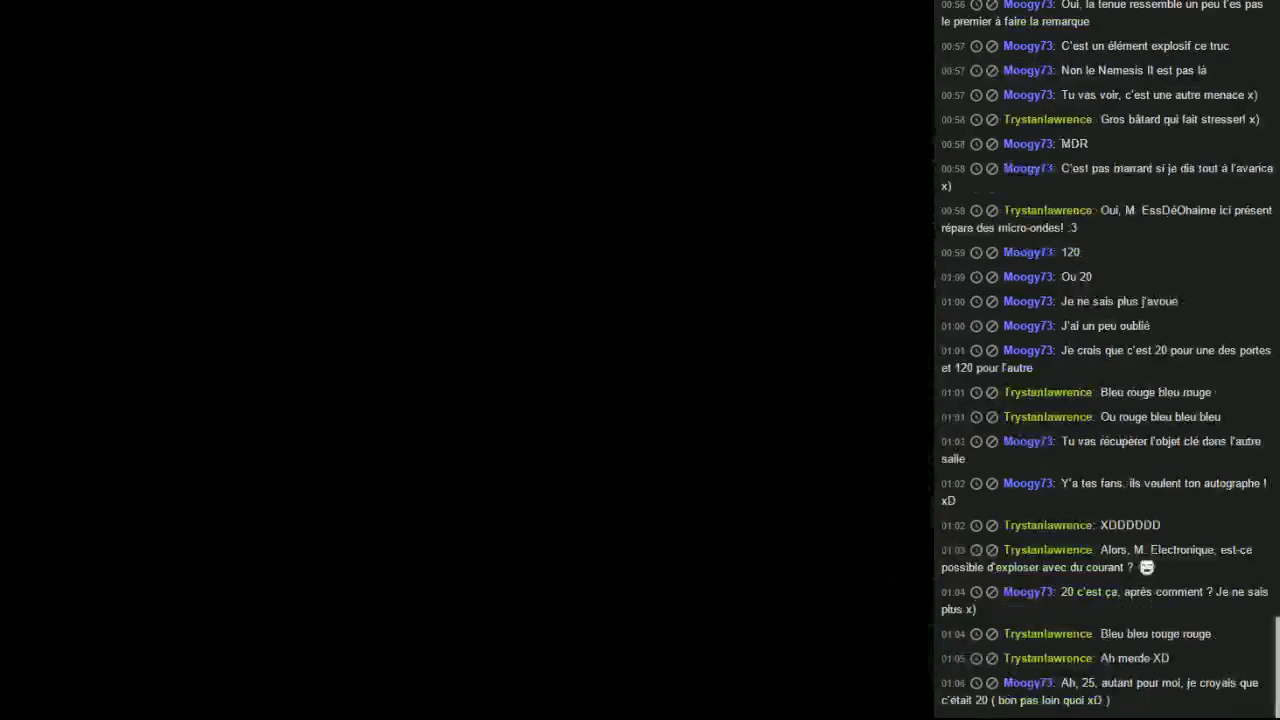 00:56 Moogy73: Oui, la tenue ressemble un peu t'es pas
le premier à faire la remarque
00:57 Moogy73: C'est un élément explosif ce truc
00:57 Moogy73: Non le Nemesis Il est pas là
00:57 Moogy73: Tu vas voir, c'est une autre menace x)
00:58 Trystanlawrence: Gros bâtard qui fait stresser! x)
00:58 Moogy73: MDR
00:58 Moogy73: C'est pas marrard si je dis tout à l'avance
x)
00:59 Trystanlawrence: Oui, M. EssDéOhaime ici présent
répare des micro-ondes! :3
00:59 Moogy73: 120
Moogy73: Ou 20
01:00 Moogy73: Je ne sais plus j'avoue
01:00 Moogy73: J'ai un peu oublié
01:01 Moogy73: Je crois que c'est 20 pour une des portes
et 120 pour l'autre
01:01 Trystanlawrence: Bleu rouge bleu rouge
01:01 Trystanlawrence: Ou rouge bleu bleu bleu
01:02 Moogy73: Tu vas récupérer l'objet clé dans l'autre
salle
01:02 Moogy73: Y'a tes fans, ils veulent ton autographe !
xD
01:02 Trystanlawrence: XDDDDDD
01:03 Trystanlawrence: Alors, M. Electronique, est-ce
possible d'exploser avec du courant ?
01:04 Moogy73: 20 c'est ça, après comment ? Je ne sais
plus x)
01:04 Trystanlawrence: Bleu bleu rouge rouge
01:05 Trystanlawrence: Ah merde XD
01:06 Moogy73: Ah, 25, autant pour moi, je croyais que
c'était 20 ( bon pas loin quoi xD )